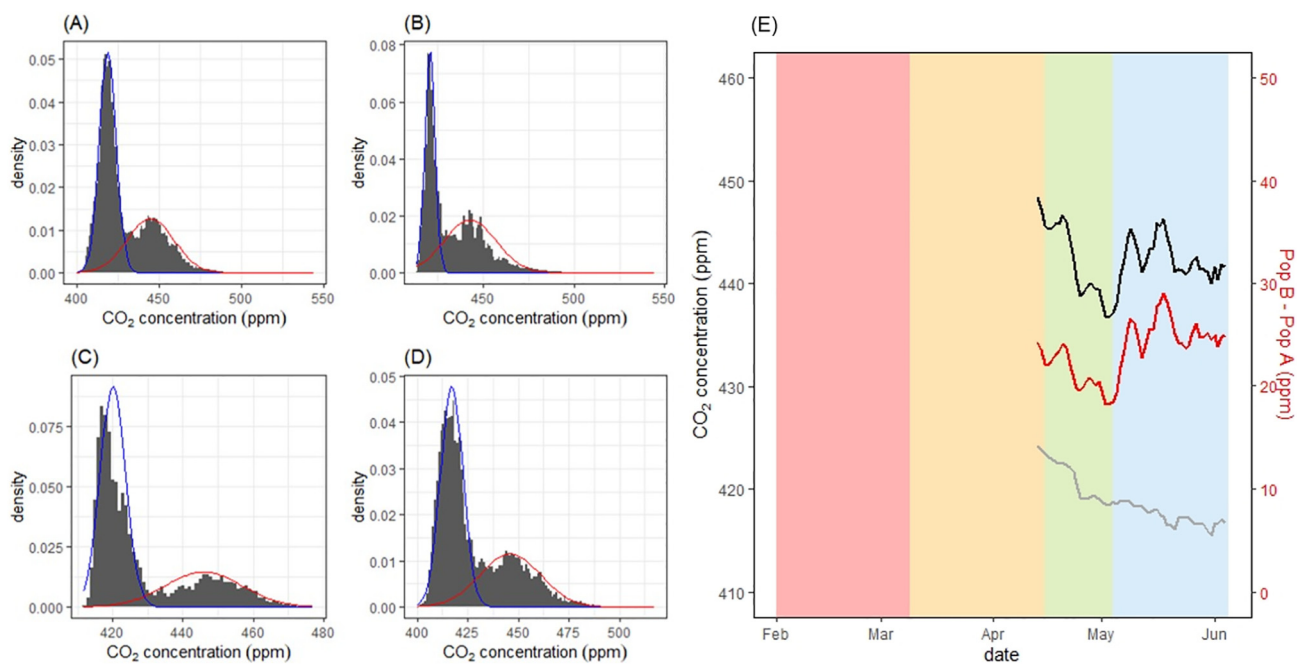 (A)
0.05
0.04
0.03
0.02
0.01
0.00
density
400
450
500
550
CO₂ concentration (ppm)
(B)
0.08
0.06
0.04
0.02
0.00
density
450
500
550
CO₂ concentration (ppm)
(C)
0.075
0.050
0.025
0.000
density
420
440
460
480
CO₂ concentration (ppm)
(D)
0.05
0.04
0.03
0.02
0.01
0.00
density
400
425
450
475
500
CO₂ concentration (ppm)
(E)
460
450
440
430
420
410
CO₂ concentration (ppm)
50
40
30
20
10
0
Pop B - Pop A (ppm)
Feb
Mar
Apr
May
Jun
date